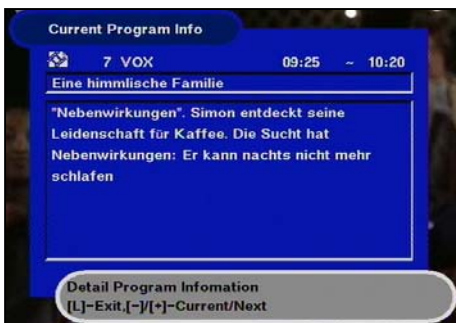 Current Program Info
7 VOX 09:25 ~ 10:20
Eine himmlische Familie
"Nebenwirkungen". Simon entdeckt seine
Leidenschaft für Kaffee. Die Sucht hat
Nebenwirkungen: Er kann nachts nicht mehr
schlafen
Detail Program Infomation
[L]-Exit,[-]/[+]-Current/Next